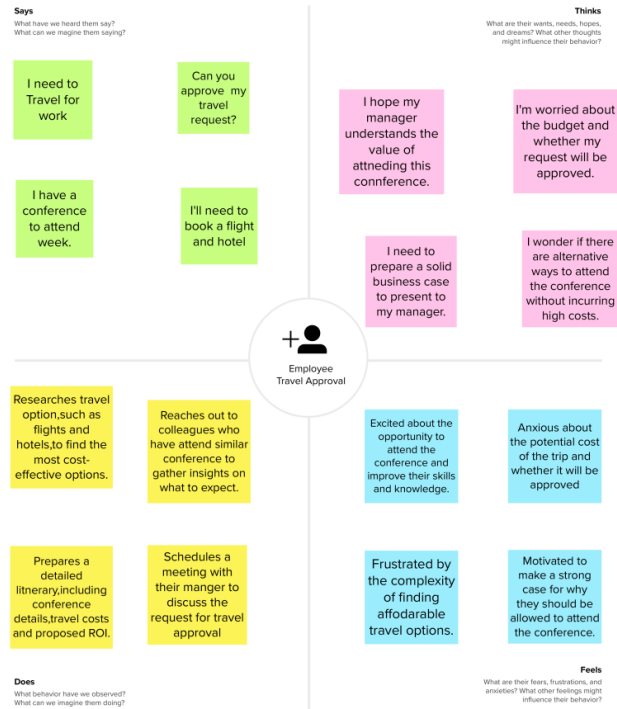 Says
What have we heard them say?
What can we magine them saying?
I need to
Travel for
work
Can you
approve my
travel
request?
I have a
conference
to attend
week.
I'll need to
book a flight
and hotel
Thinks
What are their wants, needs, hopes,
and dreams? What other thoughts
might influence their behavior?
I hope my
manager
understands the
value of
attneding this
connference.
I'm worried about
the budget and
whether my
request will be
approved.
I need to
prepare a solid
business case
to present to
my manager.
I wonder if there
are alternative
ways to attend
the conference
without incurring
high costs.
Employee
Travel Approval
Researches travel
option,such as
flights and
hotels,to find the
most cost-
effective options.
Reaches out to
colleagues who
have attend similar
conference to
gather insights on
what to expect.
Prepares a
detailed
litnerary,including
conference
details,travel costs
and proposed ROI.
Schedules a
meeting with
their manger to
discuss the
request for travel
approval
Excited about the
opportunity to
attend the
conference and
improve their skills
and knowledge.
Anxious about
the potential cost
of the trip and
whether it will be
approved
Frustrated by
the complexity
of finding
affodarable
travel options.
Motivated to
make a strong
case for why
they should be
allowed to attend
the conference.
Does
What behavior have we observed?
What can we imagine them doing?
Feels
What are their fears, frustrations, and
anxieties? What other feelings might
influence their behavior?